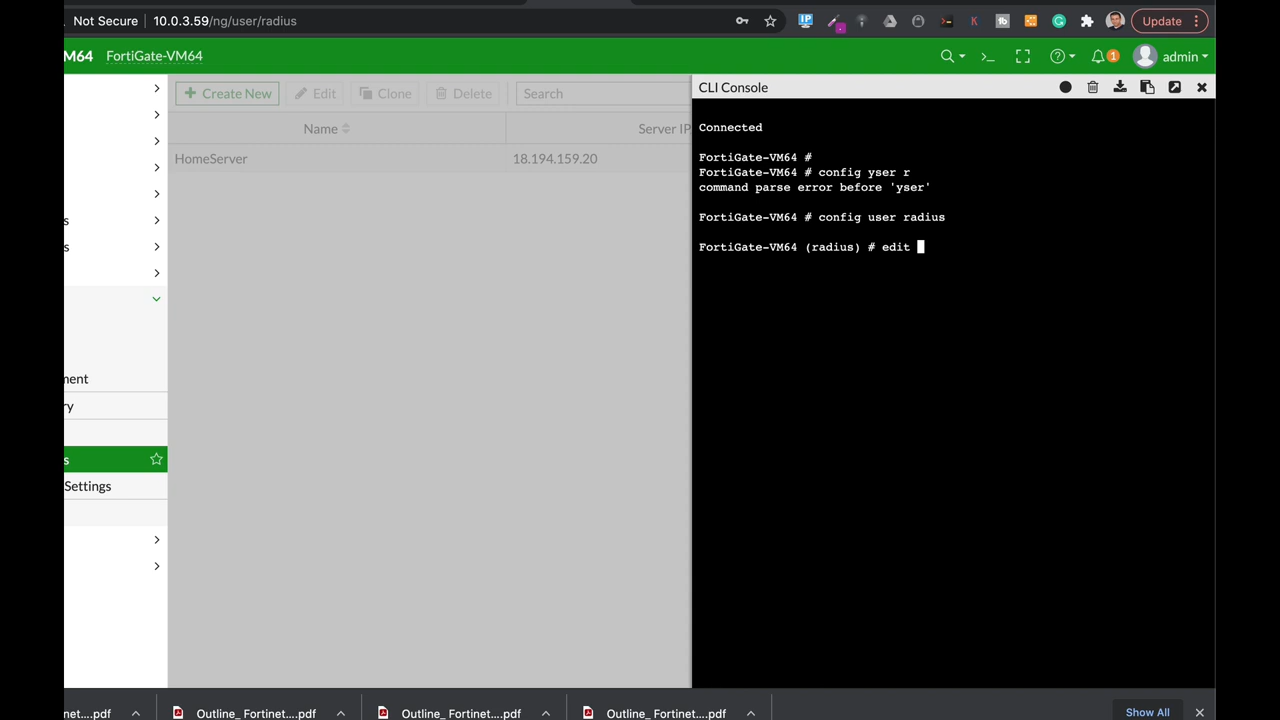 Not Secure 10.0.3.59/ng/user/radius
Update
M64 FortiGate-VM64
1 admin
Create New Edit Clone Delete Search
CLI Console
Name Server IP
HomeServer 18.194.159.20
Connected
FortiGate-VM64 #
FortiGate-VM64 # config yser r
command parse error before 'yser'
FortiGate-VM64 # config user radius
FortiGate-VM64 (radius) # edit
s
s
ment
ry
s
Settings
net....pdf Outline_ Fortinet....pdf Outline_ Fortinet....pdf Outline_ Fortinet....pdf Show All